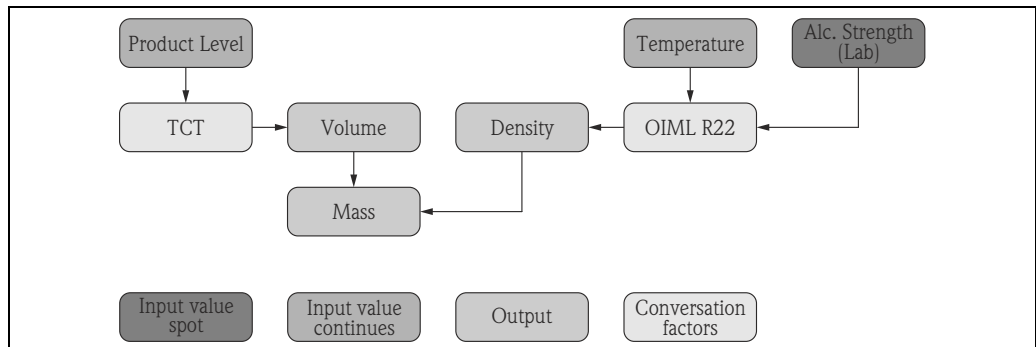 Product Level
Temperature
Alc. Strength
(Lab)
TCT
Volume
Density
OIML R22
Mass
Input value
spot
Input value
continues
Output
Conversation
factors